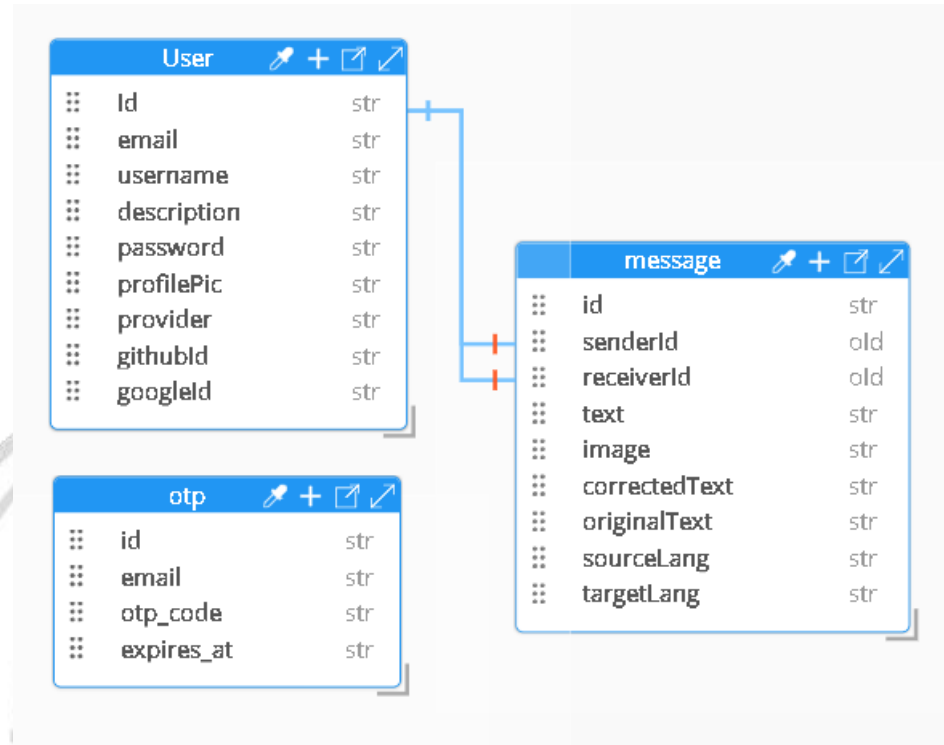 User
Id str
email str
username str
description str
password str
profilePic str
provider str
githubId str
googleId str
message
id str
senderId old
receiverId old
text str
image str
correctedText str
originalText str
sourceLang str
targetLang str
otp
id str
email str
otp_code str
expires_at str